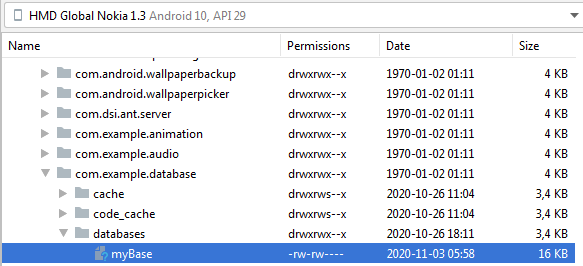 HMD Global Nokia 1.3 Android 10, API 29
Name Permissions Date Size
com.android.wallpaperbackup drwxrwx--x 1970-01-02 01:11 4 KB
com.android.wallpaperpicker drwxrwx--x 1970-01-02 01:11 4 KB
com.dsi.ant.server drwxrwx--x 1970-01-02 01:11 4 KB
com.example.animation drwxrwx--x 1970-01-02 01:11 4 KB
com.example.audio drwxrwx--x 1970-01-02 01:11 4 KB
com.example.database drwxrwx--x 1970-01-02 01:11 4 KB
cache drwxrws--x 2020-10-26 11:04 3,4 KB
code_cache drwxrws--x 2020-10-26 11:04 3,4 KB
databases drwxrwx--x 2020-10-26 18:11 3,4 KB
myBase -rw-rw---- 2020-11-03 05:58 16 KB